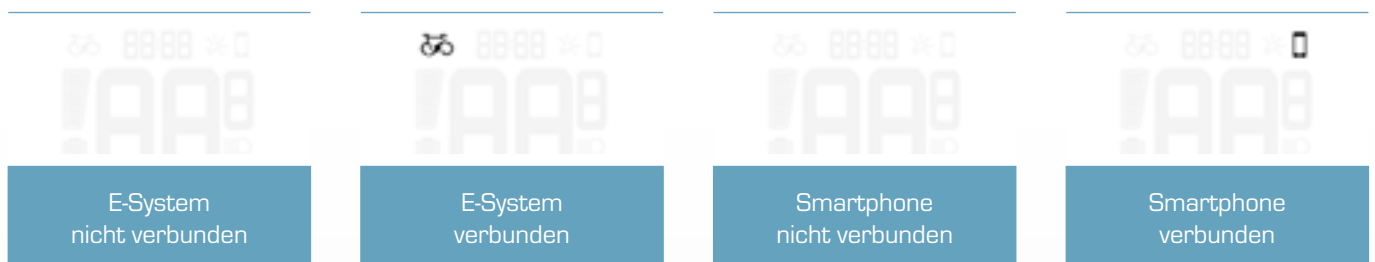 E-System
nicht verbunden
E-System
verbunden
Smartphone
nicht verbunden
Smartphone
verbunden